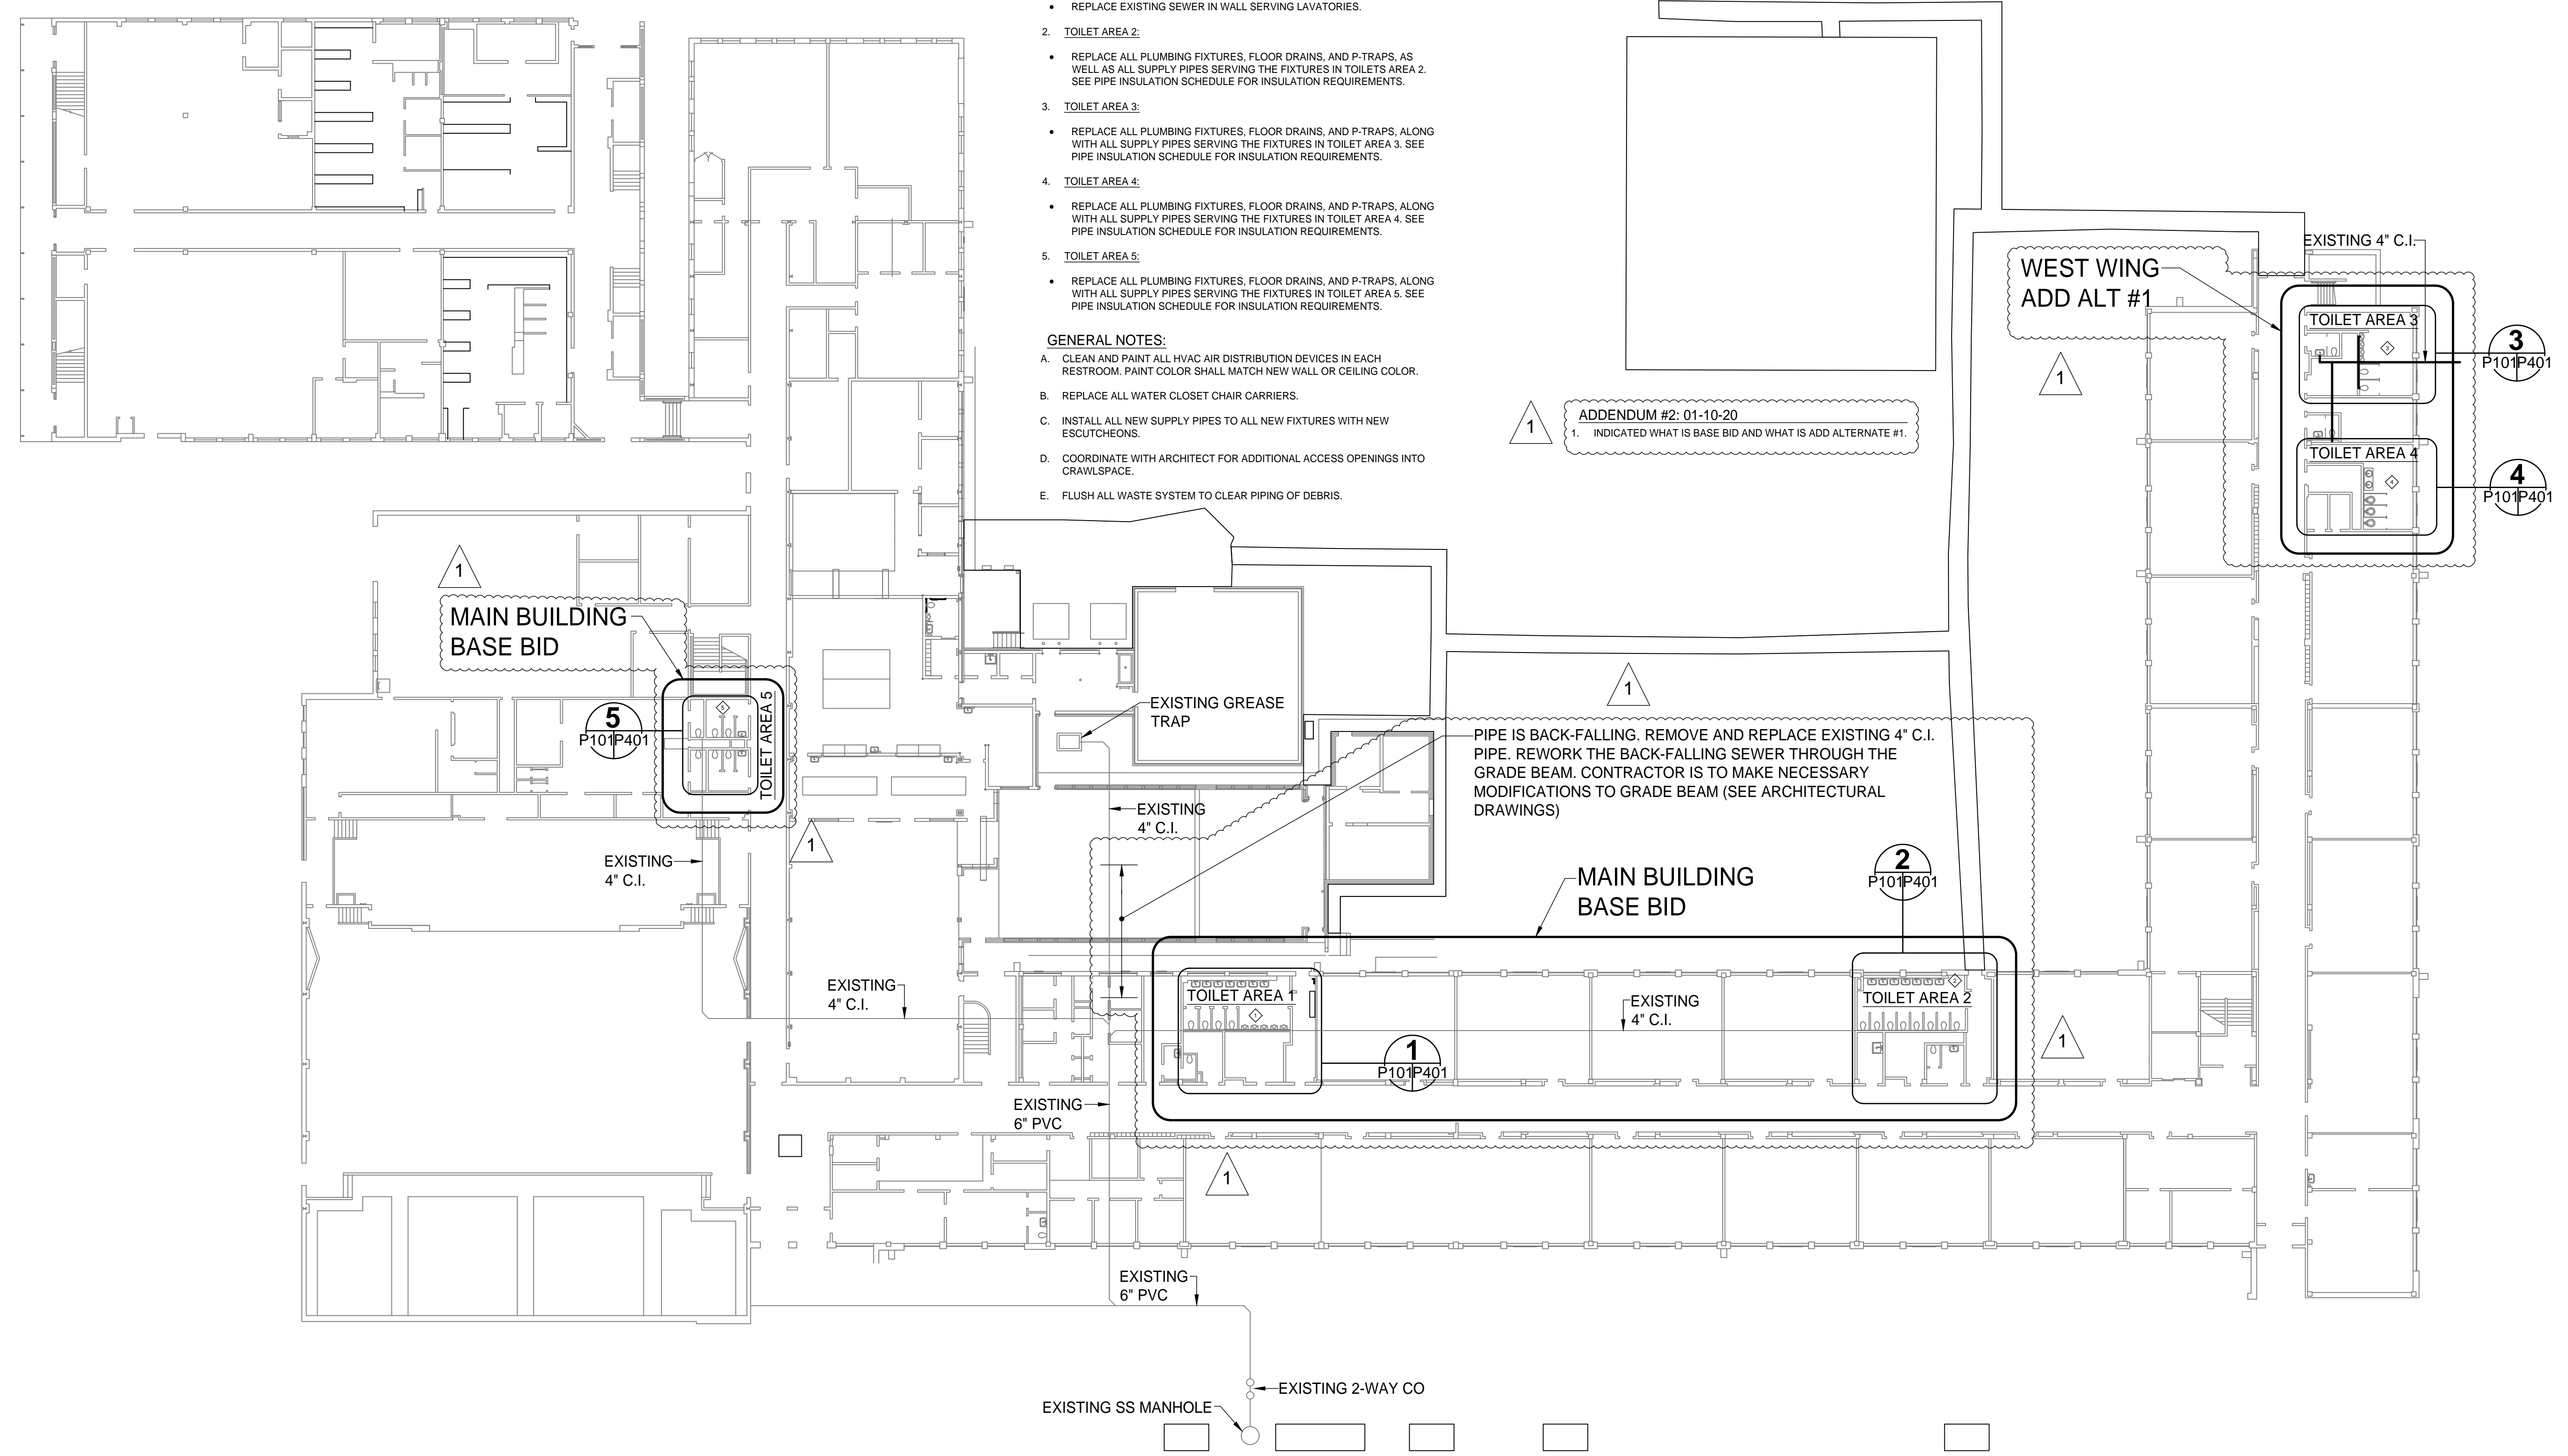 • REPLACE EXISTING SEWER IN WALL SERVING LAVATORIES.
2. TOILET AREA 2:
• REPLACE ALL PLUMBING FIXTURES, FLOOR DRAINS, AND P-TRAPS, AS
WELL AS ALL SUPPLY PIPES SERVING THE FIXTURES IN TOILETS AREA 2.
SEE PIPE INSULATION SCHEDULE FOR INSULATION REQUIREMENTS.
3. TOILET AREA 3:
• REPLACE ALL PLUMBING FIXTURES, FLOOR DRAINS, AND P-TRAPS, ALONG
WITH ALL SUPPLY PIPES SERVING THE FIXTURES IN TOILET AREA 3. SEE
PIPE INSULATION SCHEDULE FOR INSULATION REQUIREMENTS.
4. TOILET AREA 4:
• REPLACE ALL PLUMBING FIXTURES, FLOOR DRAINS, AND P-TRAPS, ALONG
WITH ALL SUPPLY PIPES SERVING THE FIXTURES IN TOILET AREA 4. SEE
PIPE INSULATION SCHEDULE FOR INSULATION REQUIREMENTS.
5. TOILET AREA 5:
• REPLACE ALL PLUMBING FIXTURES, FLOOR DRAINS, AND P-TRAPS, ALONG
WITH ALL SUPPLY PIPES SERVING THE FIXTURES IN TOILET AREA 5. SEE
PIPE INSULATION SCHEDULE FOR INSULATION REQUIREMENTS.
GENERAL NOTES:
A. CLEAN AND PAINT ALL HVAC AIR DISTRIBUTION DEVICES IN EACH
RESTROOM. PAINT COLOR SHALL MATCH NEW WALL OR CEILING COLOR.
B. REPLACE ALL WATER CLOSET CHAIR CARRIERS.
C. INSTALL ALL NEW SUPPLY PIPES TO ALL NEW FIXTURES WITH NEW
ESCUTCHEONS.
D. COORDINATE WITH ARCHITECT FOR ADDITIONAL ACCESS OPENINGS INTO
CRAWLSPACE.
E. FLUSH ALL WASTE SYSTEM TO CLEAR PIPING OF DEBRIS.
1
ADDENDUM #2: 01-10-20
1. INDICATED WHAT IS BASE BID AND WHAT IS ADD ALTERNATE #1.
EXISTING 4" C.I.
WEST WING
ADD ALT #1
1
TOILET AREA 3
3
3
P101 P401
TOILET AREA 4
4
4
P101 P401
1
MAIN BUILDING
BASE BID
5
P101 P401
5
TOILET AREA 5
1
EXISTING
4" C.I.
EXISTING GREASE
TRAP
EXISTING
4" C.I.
1
PIPE IS BACK-FALLING. REMOVE AND REPLACE EXISTING 4" C.I.
PIPE. REWORK THE BACK-FALLING SEWER THROUGH THE
GRADE BEAM. CONTRACTOR IS TO MAKE NECESSARY
MODIFICATIONS TO GRADE BEAM (SEE ARCHITECTURAL
DRAWINGS)
MAIN BUILDING
BASE BID
2
P101 P401
EXISTING
4" C.I.
TOILET AREA 1
1
EXISTING
4" C.I.
TOILET AREA 2
2
1
P101 P401
1
EXISTING
6" PVC
1
EXISTING
6" PVC
EXISTING 2-WAY CO
EXISTING SS MANHOLE